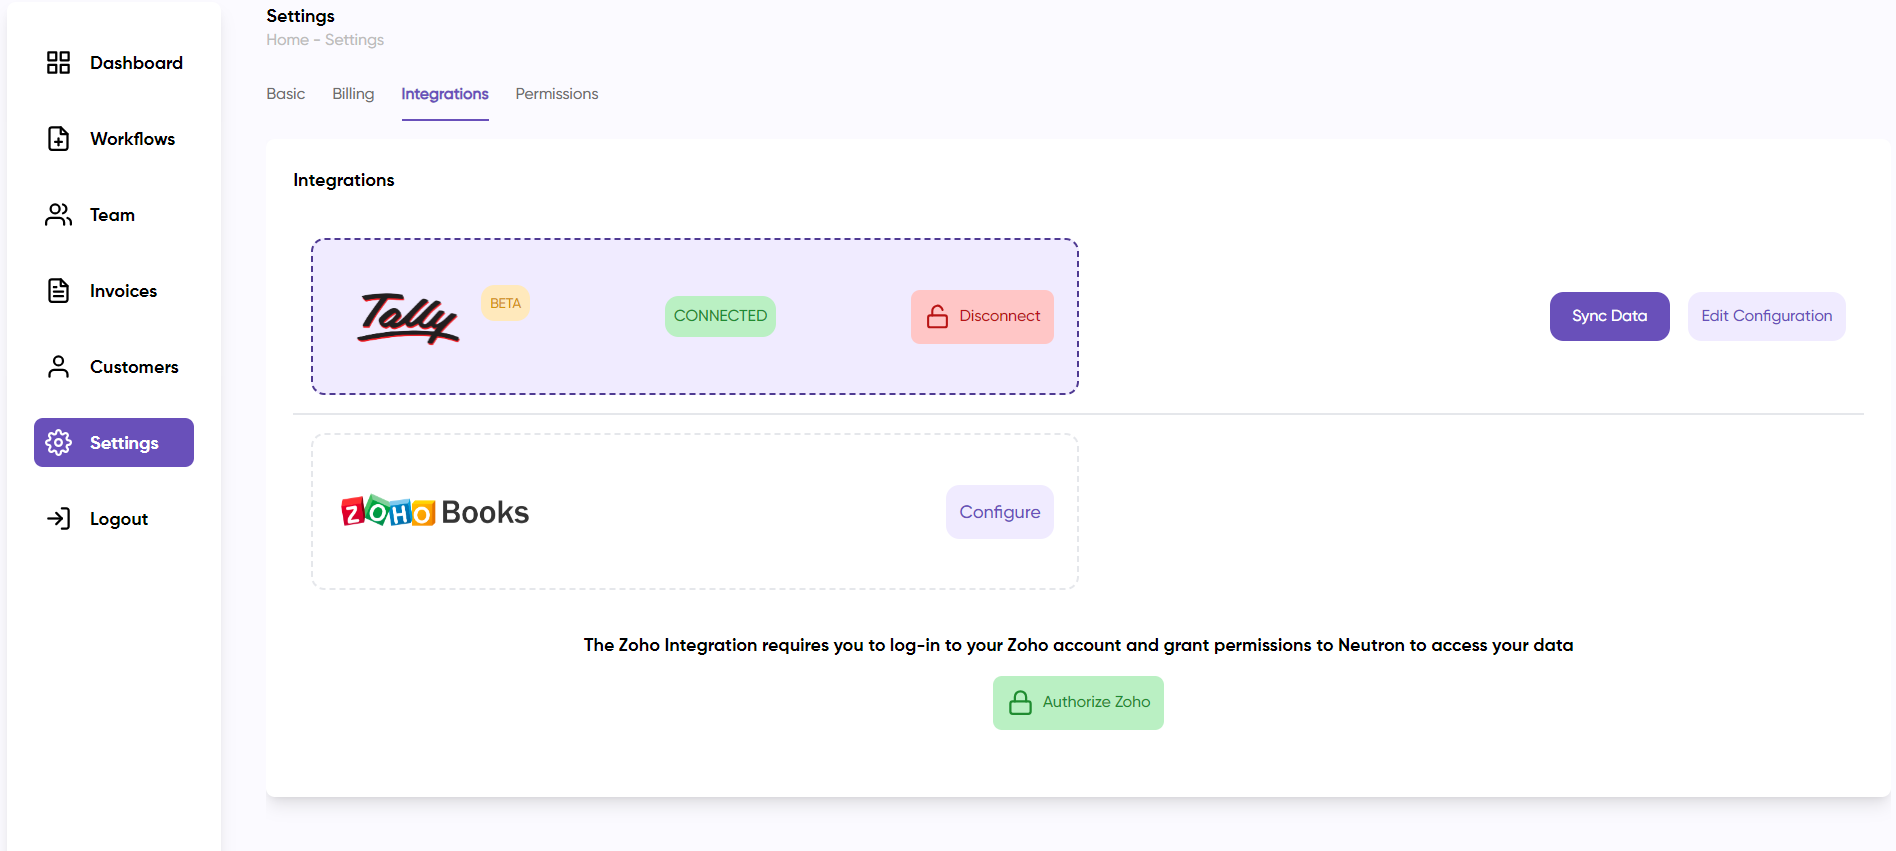 Settings
Home - Settings
Dashboard
Workflows
Team
Invoices
Customers
Settings
Logout
Basic Billing Integrations Permissions
Integrations
Tally BETA CONNECTED Disconnect Sync Data Edit Configuration
ZOHO Books Configure
The Zoho Integration requires you to log-in to your Zoho account and grant permissions to Neutron to access your data
Authorize Zoho